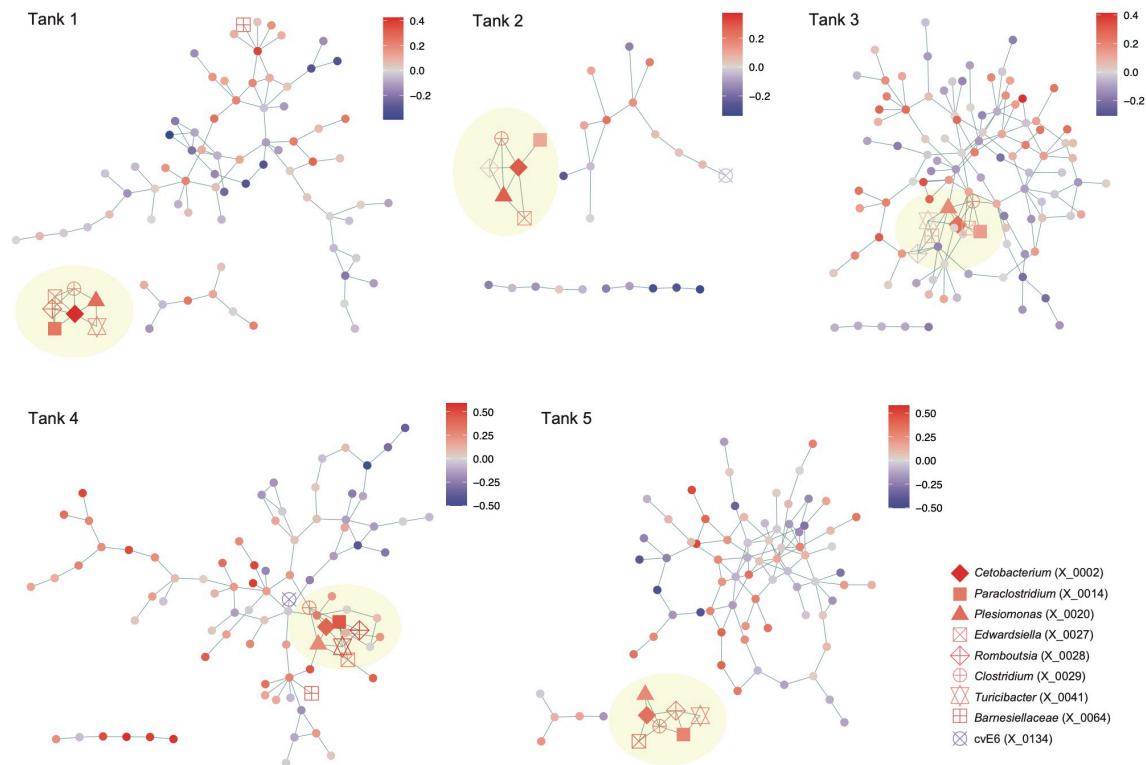 Tank 1
0.4
0.2
0.0
−0.2
Tank 2
0.2
0.0
−0.2
Tank 3
0.4
0.2
0.0
−0.2
Tank 4
0.50
0.25
0.00
−0.25
−0.50
Tank 5
0.50
0.25
0.00
−0.25
−0.50
Cetobacterium (X_0002)
Paraclostridium (X_0014)
Plesiomonas (X_0020)
Edwardsiella (X_0027)
Romboutsia (X_0028)
Clostridium (X_0029)
Turicibacter (X_0041)
Barnesiellaceae (X_0064)
cvE6 (X_0134)